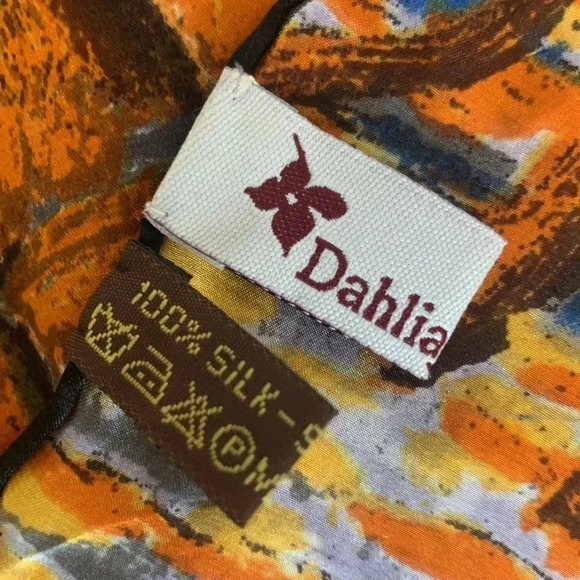 Dahlia
100% SILK - S
P M